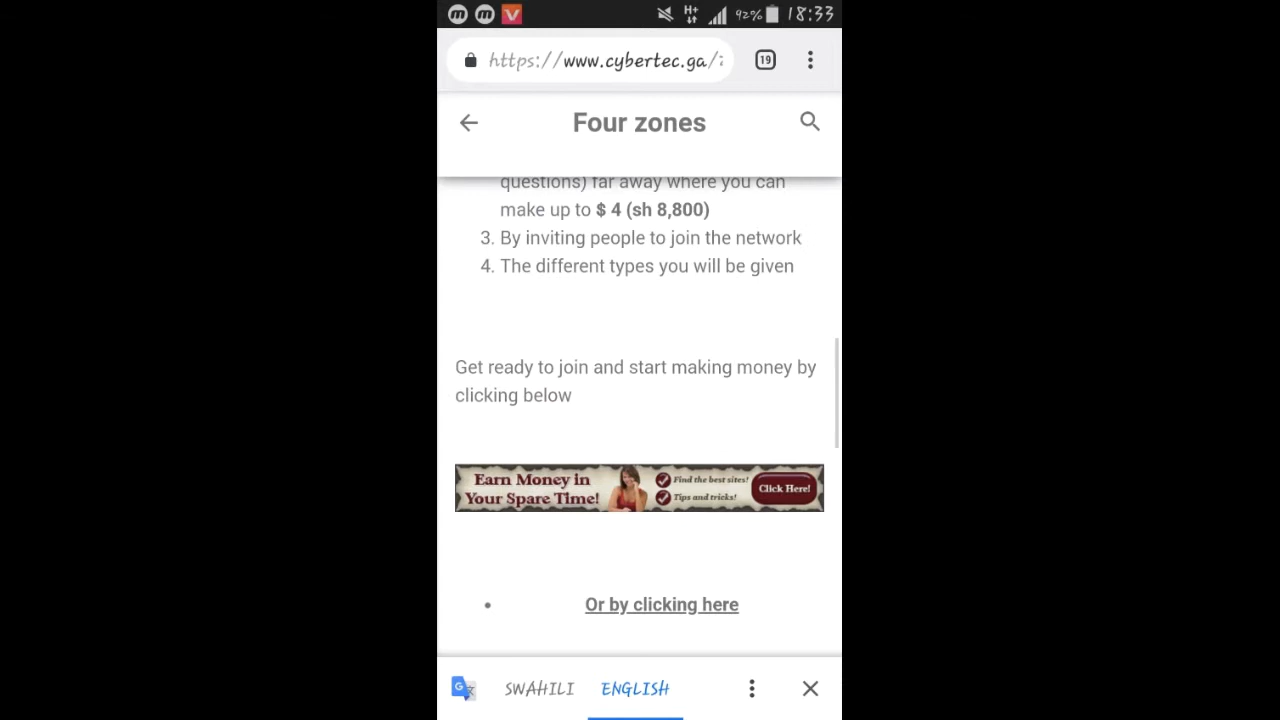 92% 18:33
https://www.cybertec.ga/
19
Four zones
questions) far away where you can
make up to $ 4 (sh 8,800)
3. By inviting people to join the network
4. The different types you will be given
Get ready to join and start making money by
clicking below
Earn Money in
Your Spare Time!
Find the best sites!
Tips and tricks!
Click Here!
• Or by clicking here
SWAHILI ENGLISH